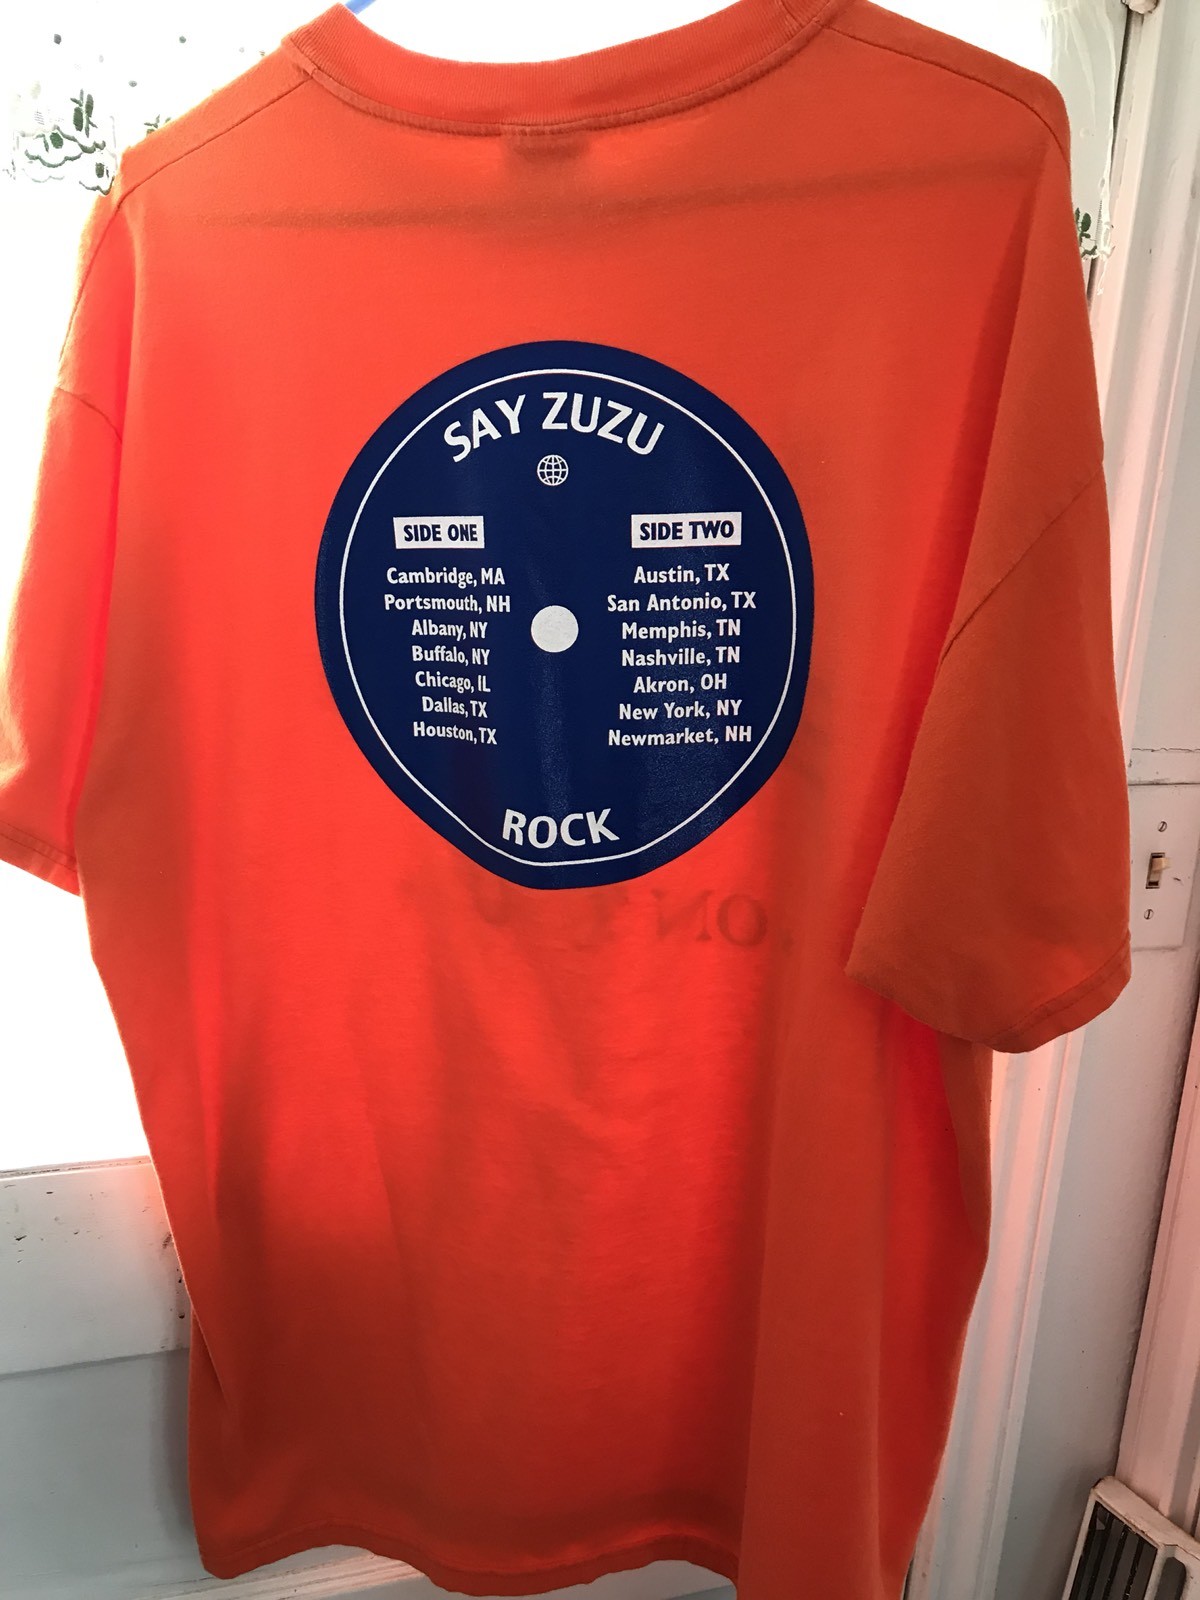 SAY ZUZU
SIDE ONE
Cambridge, MA
Portsmouth, NH
Albany, NY
Buffalo, NY
Chicago, IL
Dallas, TX
Houston, TX
SIDE TWO
Austin, TX
San Antonio, TX
Memphis, TN
Nashville, TN
Akron, OH
New York, NY
Newmarket, NH
ROCK